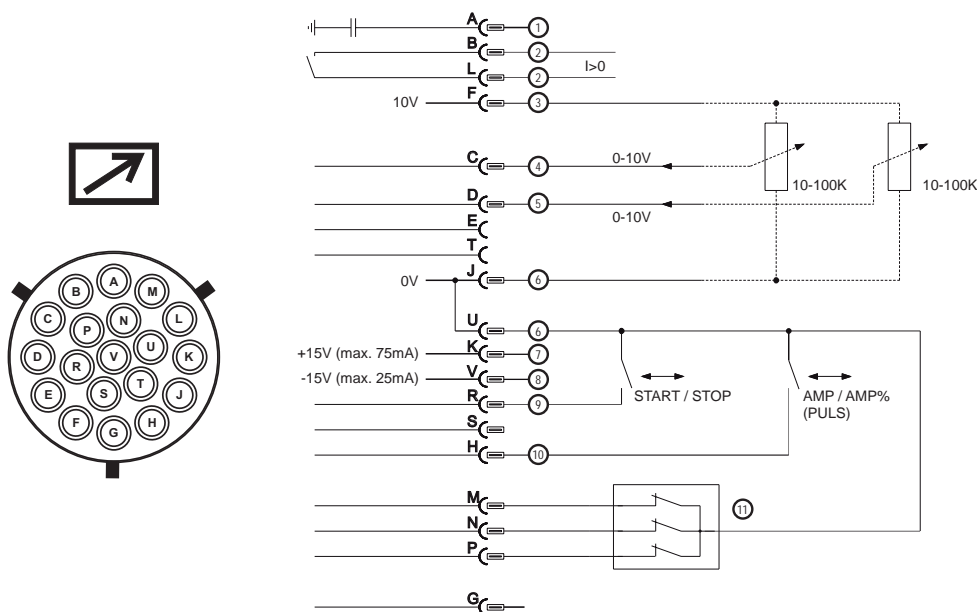 A 1
B 2
L 2 I>0
10V F 3
C 4 0-10V 10-100K 10-100K
D 5
0-10V
E
T
0V J 6
U 6
+15V (max. 75mA) K 7
-15V (max. 25mA) V 8
R 9 START / STOP AMP / AMP%
(PULS)
S
H 10
M 11
N
P
G
A
B M
C N L
P
D V U K
R
E S T J
F H
G